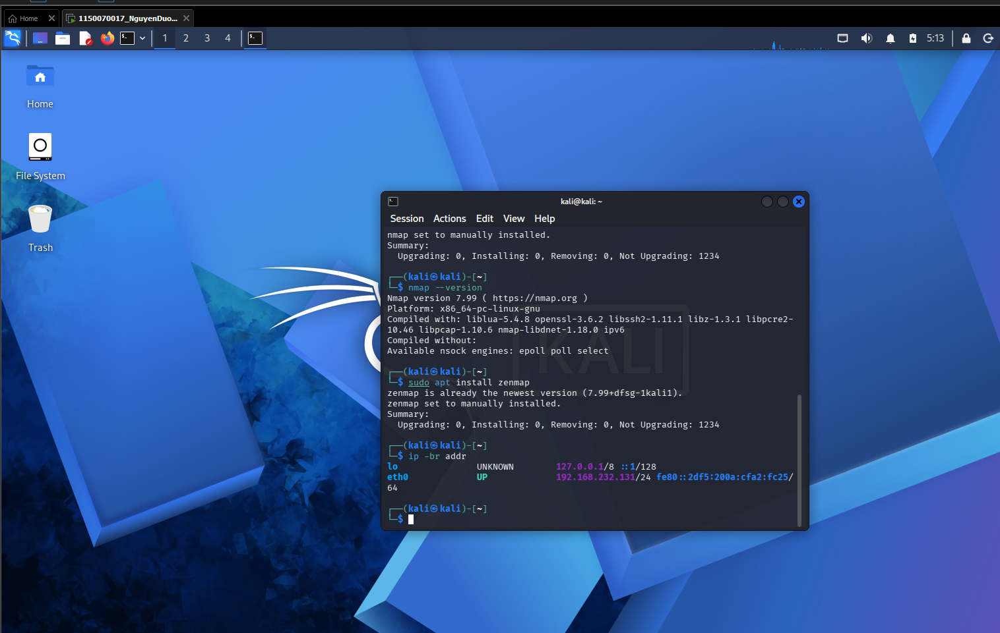 Home
1150070017_NguyenDuo...
1 2 3 4
5:13
Home
File System
Trash
kali@kali: ~
Session Actions Edit View Help
nmap set to manually installed.
Summary:
  Upgrading: 0, Installing: 0, Removing: 0, Not Upgrading: 1234
┌──(kali㉿kali)-[~]
└─$ nmap --version
Nmap version 7.99 ( https://nmap.org )
Platform: x86_64-pc-linux-gnu
Compiled with: liblua-5.4.8 openssl-3.6.2 libssh2-1.11.1 libz-1.3.1 libpcre2-
10.46 libpcap-1.10.6 nmap-libdnet-1.18.0 ipv6
Compiled without:
Available nsock engines: epoll poll select
┌──(kali㉿kali)-[~]
└─$ sudo apt install zenmap
zenmap is already the newest version (7.99+dfsg-1kali1).
zenmap set to manually installed.
Summary:
  Upgrading: 0, Installing: 0, Removing: 0, Not Upgrading: 1234
┌──(kali㉿kali)-[~]
└─$ ip -br addr
lo UNKNOWN 127.0.0.1/8 ::1/128
eth0 UP 192.168.232.131/24 fe80::2df5:200a:cfa2:fc25/
64
┌──(kali㉿kali)-[~]
└─$
KALI